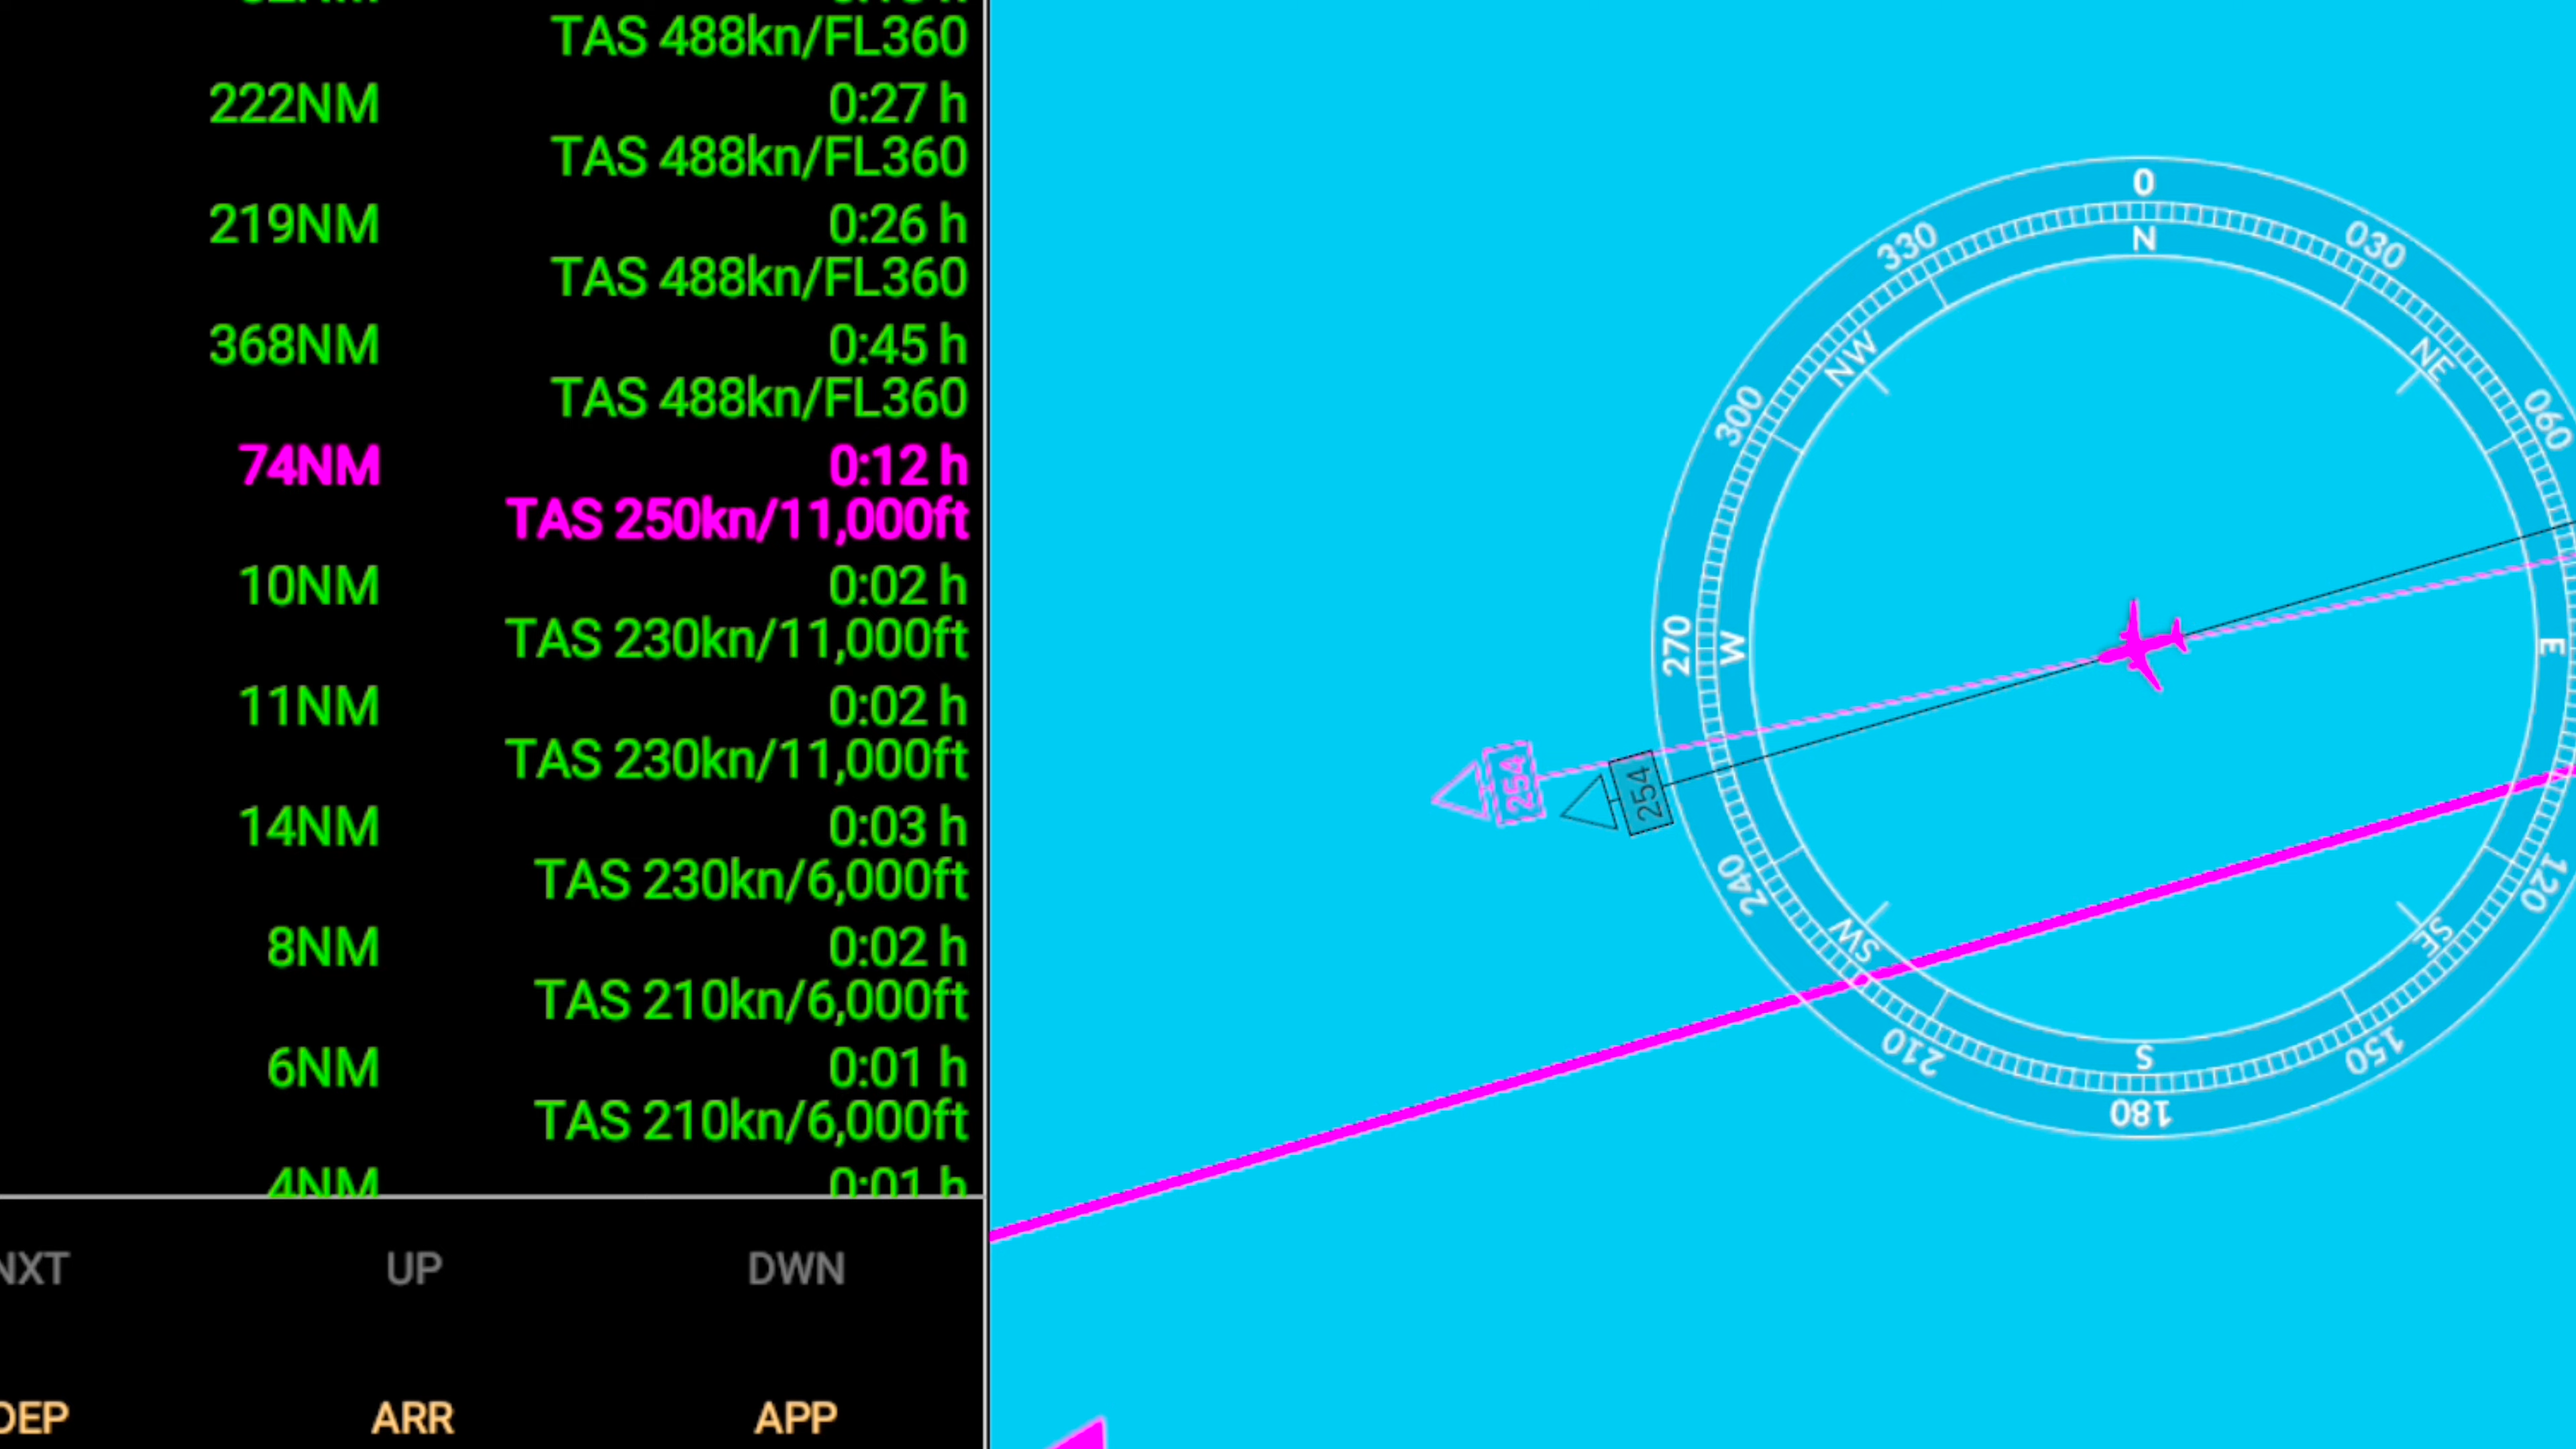 TAS 488kn/FL360
222NM 0:27 h
TAS 488kn/FL360
219NM 0:26 h
TAS 488kn/FL360
368NM 0:45 h
TAS 488kn/FL360
74NM 0:12 h
TAS 250kn/11,000ft
10NM 0:02 h
TAS 230kn/11,000ft
11NM 0:02 h
TAS 230kn/11,000ft
14NM 0:03 h
TAS 230kn/6,000ft
8NM 0:02 h
TAS 210kn/6,000ft
6NM 0:01 h
TAS 210kn/6,000ft
4NM 0:01 h
NXT UP DWN
DEP ARR APP
0
N
030
NE
060
E
120
SE
150
S
180
210
SW
240
W
270
300
NW
330
254
254